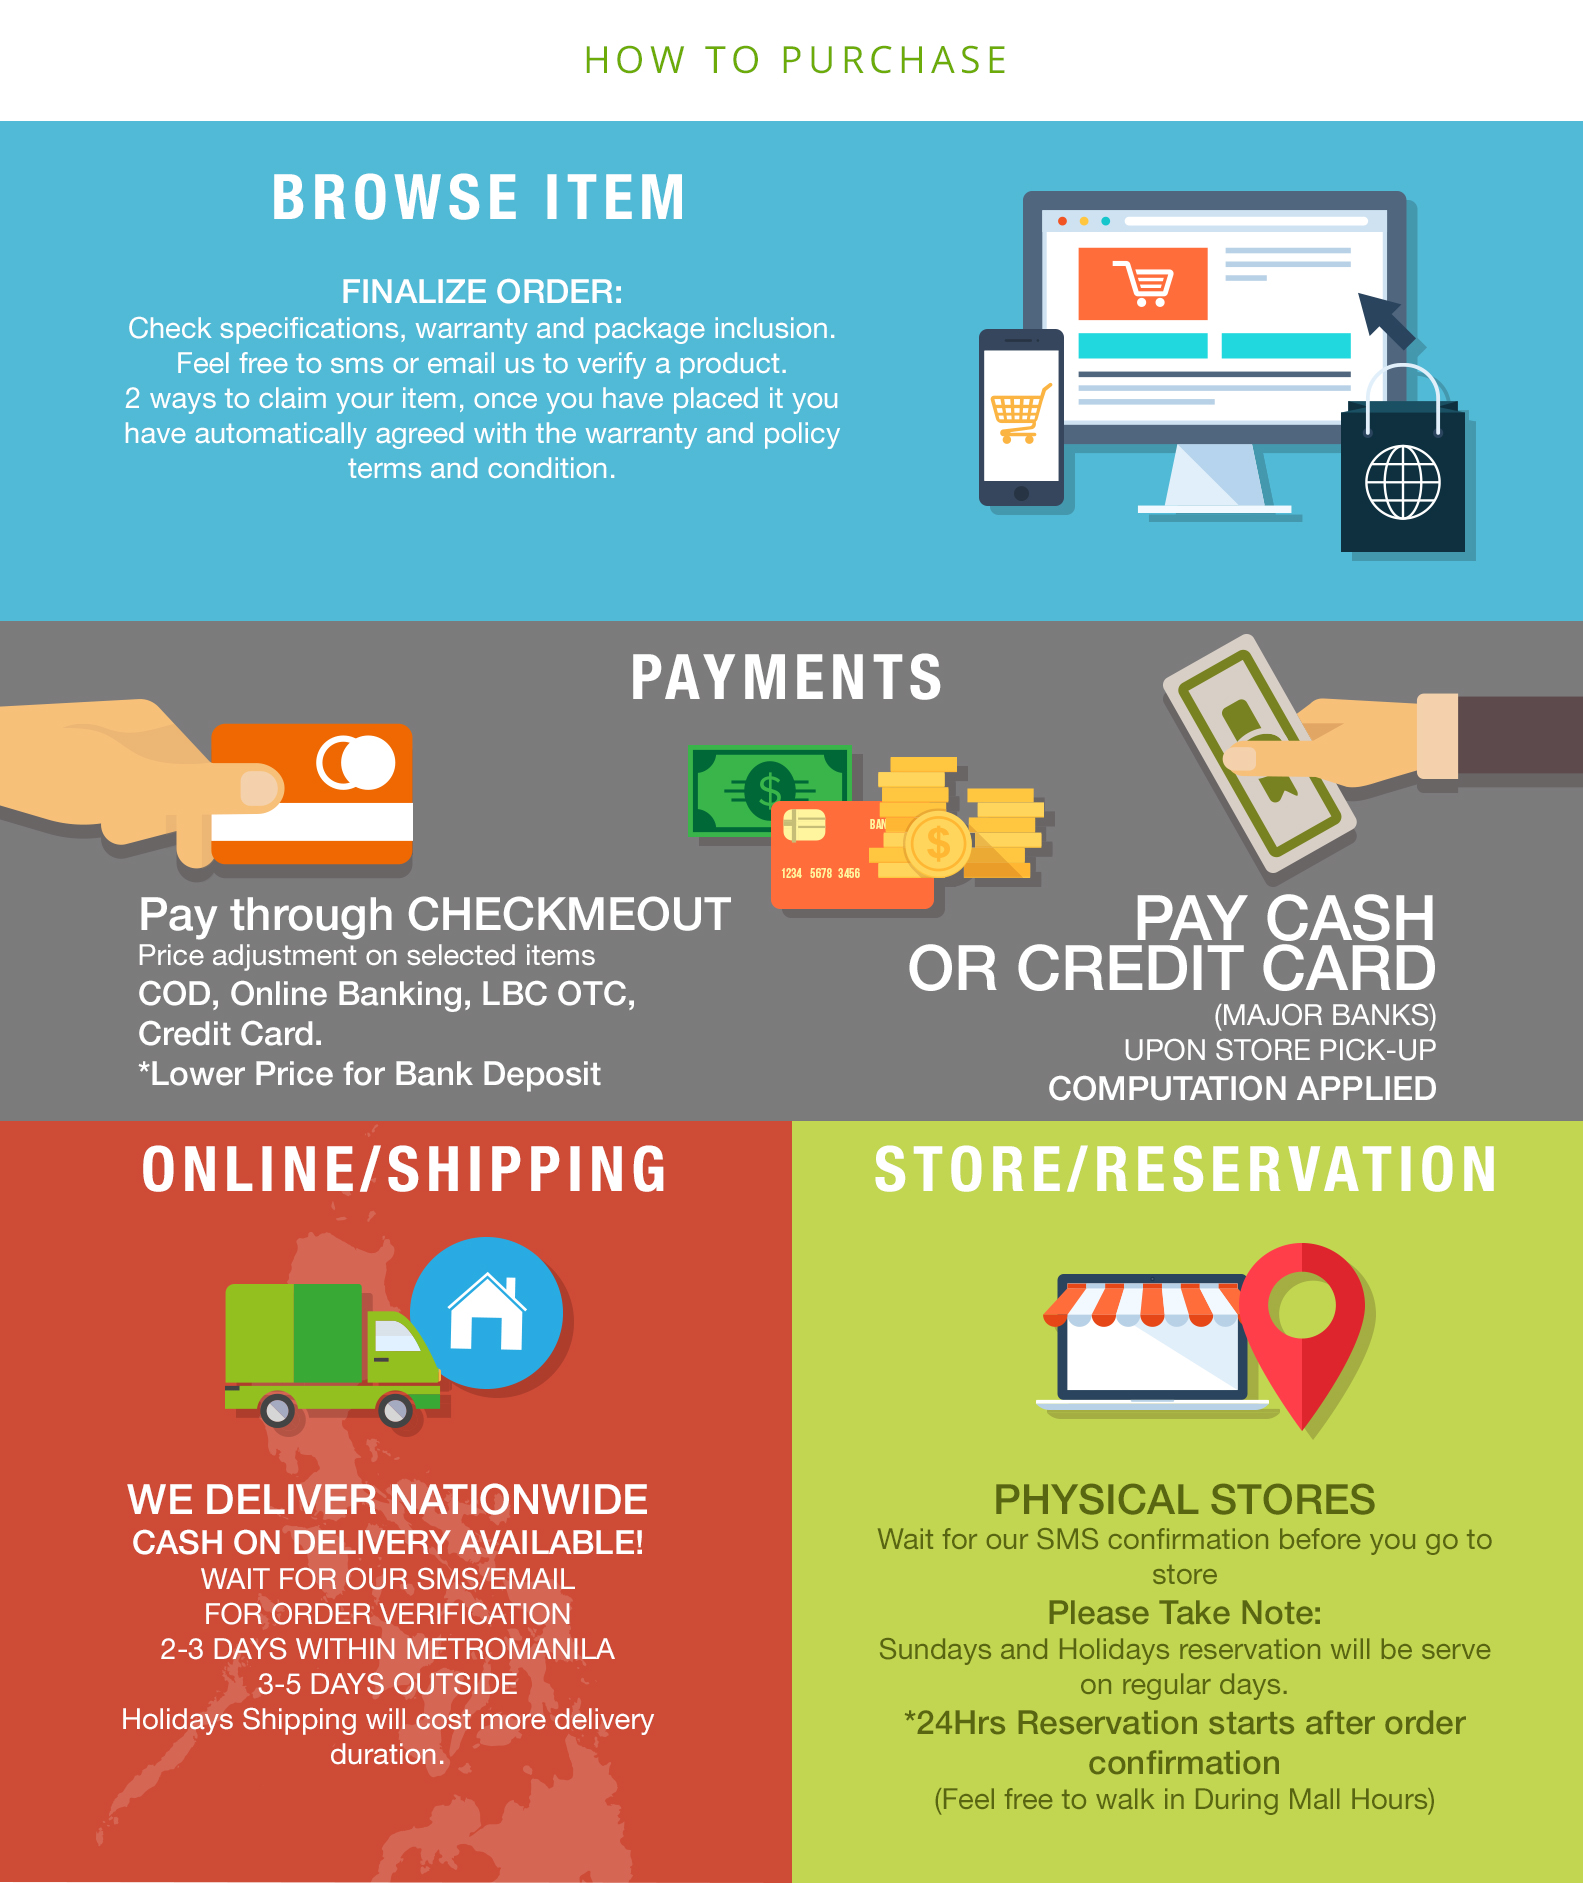 HOW TO PURCHASE
BROWSE ITEM
FINALIZE ORDER:
Check specifications, warranty and package inclusion.
Feel free to sms or email us to verify a product.
2 ways to claim your item, once you have placed it you
have automatically agreed with the warranty and policy
terms and condition.
PAYMENTS
$
BAN
$
1234 5678 3456
Pay through CHECKMEOUT
Price adjustment on selected items
COD, Online Banking, LBC OTC,
Credit Card.
*Lower Price for Bank Deposit
PAY CASH
OR CREDIT CARD
(MAJOR BANKS)
UPON STORE PICK-UP
COMPUTATION APPLIED
ONLINE/SHIPPING
WE DELIVER NATIONWIDE
CASH ON DELIVERY AVAILABLE!
WAIT FOR OUR SMS/EMAIL
FOR ORDER VERIFICATION
2-3 DAYS WITHIN METROMANILA
3-5 DAYS OUTSIDE
Holidays Shipping will cost more delivery
duration.
STORE/RESERVATION
PHYSICAL STORES
Wait for our SMS confirmation before you go to
store
Please Take Note:
Sundays and Holidays reservation will be serve
on regular days.
*24Hrs Reservation starts after order
confirmation
(Feel free to walk in During Mall Hours)